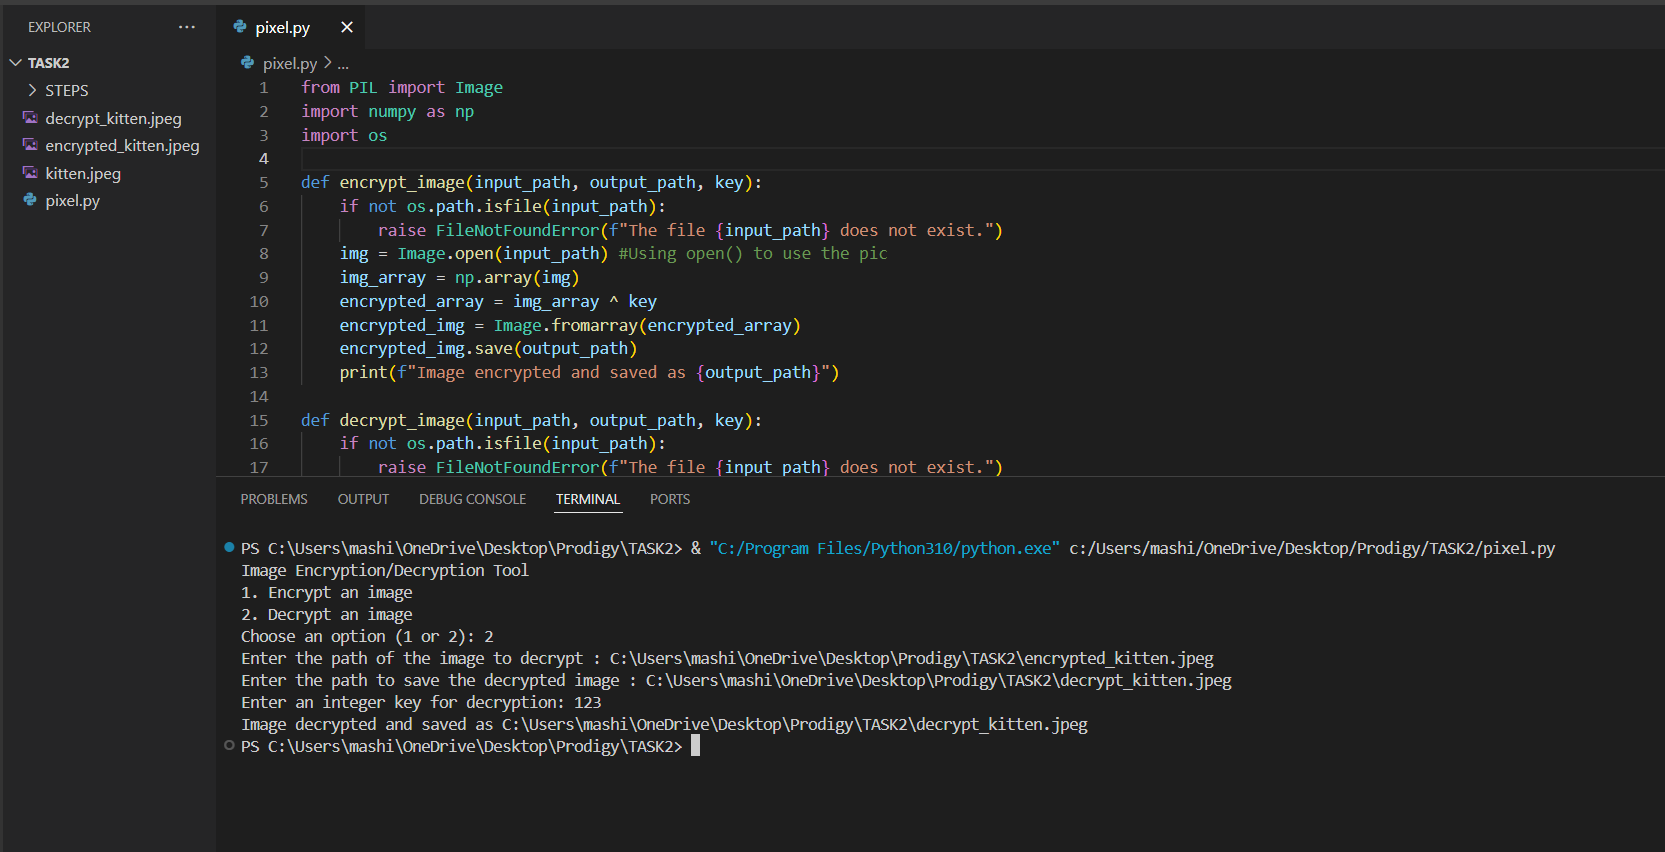 EXPLORER ···
TASK2
STEPS
decrypt_kitten.jpeg
encrypted_kitten.jpeg
kitten.jpeg
pixel.py
pixel.py
pixel.py > ...
1 from PIL import Image
2 import numpy as np
3 import os
4
5 def encrypt_image(input_path, output_path, key):
6 if not os.path.isfile(input_path):
7 raise FileNotFoundError(f"The file {input_path} does not exist.")
8 img = Image.open(input_path) #Using open() to use the pic
9 img_array = np.array(img)
10 encrypted_array = img_array ^ key
11 encrypted_img = Image.fromarray(encrypted_array)
12 encrypted_img.save(output_path)
13 print(f"Image encrypted and saved as {output_path}")
14
15 def decrypt_image(input_path, output_path, key):
16 if not os.path.isfile(input_path):
17 raise FileNotFoundError(f"The file {input_path} does not exist.")
PROBLEMS OUTPUT DEBUG CONSOLE TERMINAL PORTS
PS C:\Users\mashi\OneDrive\Desktop\Prodigy\TASK2> & "C:/Program Files/Python310/python.exe" c:/Users/mashi/OneDrive/Desktop/Prodigy/TASK2/pixel.py
Image Encryption/Decryption Tool
1. Encrypt an image
2. Decrypt an image
Choose an option (1 or 2): 2
Enter the path of the image to decrypt : C:\Users\mashi\OneDrive\Desktop\Prodigy\TASK2\encrypted_kitten.jpeg
Enter the path to save the decrypted image : C:\Users\mashi\OneDrive\Desktop\Prodigy\TASK2\decrypt_kitten.jpeg
Enter an integer key for decryption: 123
Image decrypted and saved as C:\Users\mashi\OneDrive\Desktop\Prodigy\TASK2\decrypt_kitten.jpeg
PS C:\Users\mashi\OneDrive\Desktop\Prodigy\TASK2>